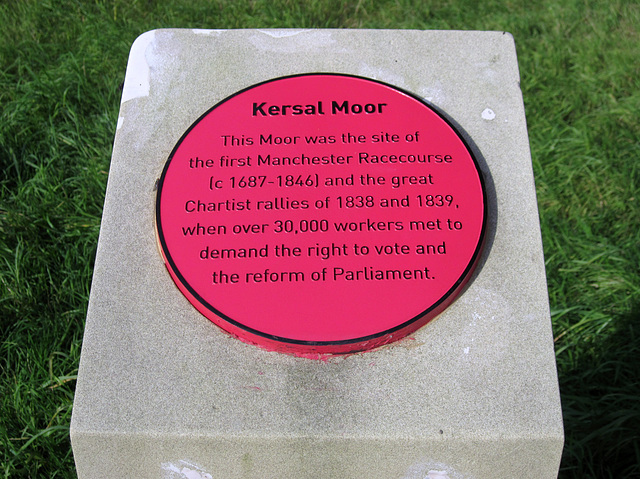 Kersal Moor
This Moor was the site of
the first Manchester Racecourse
(c 1687-1846) and the great
Chartist rallies of 1838 and 1839,
when over 30,000 workers met to
demand the right to vote and
the reform of Parliament.